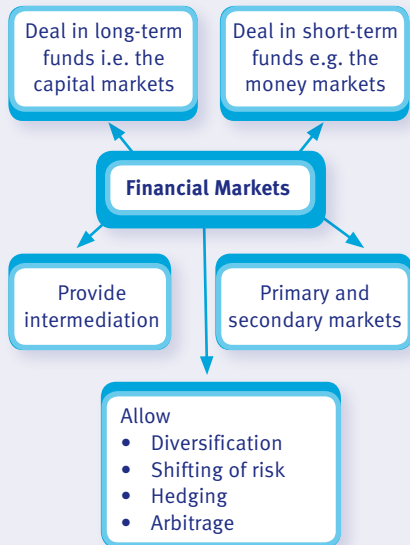 Deal in long-term
funds i.e. the
capital markets
Deal in short-term
funds e.g. the
money markets
Financial Markets
Provide
intermediation
Primary and
secondary markets
Allow
• Diversification
• Shifting of risk
• Hedging
• Arbitrage